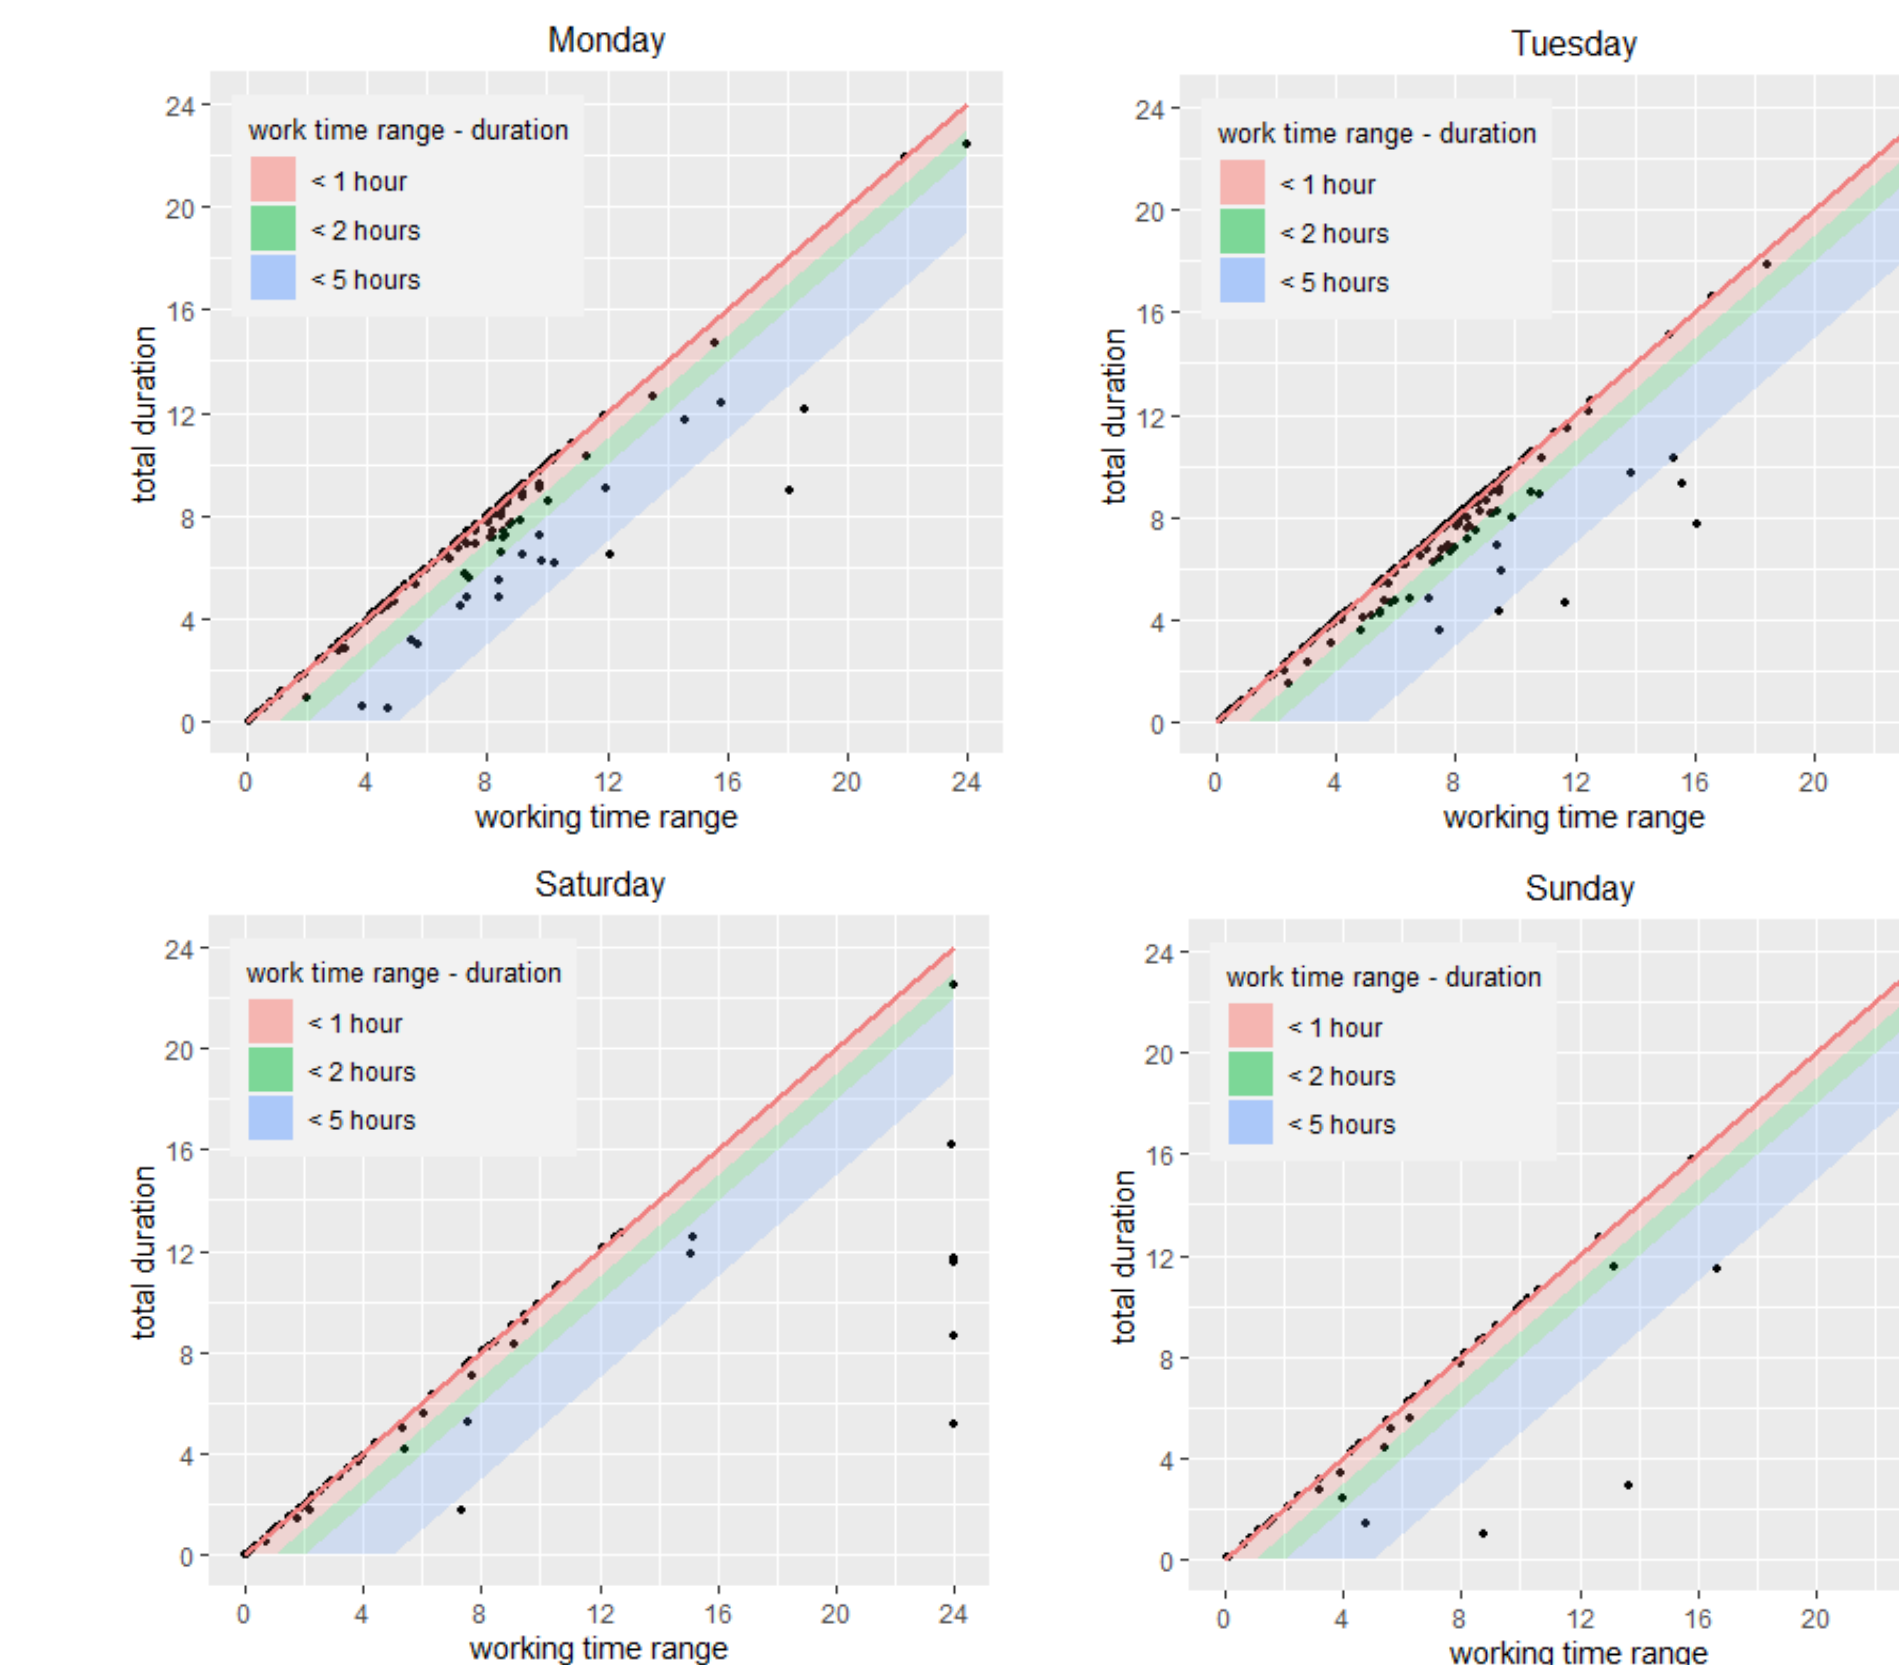 Monday
24
20
16
12
8
4
0
total duration
work time range - duration
< 1 hour
< 2 hours
< 5 hours
0 4 8 12 16 20 24
working time range
Tuesday
24
20
16
12
8
4
0
total duration
work time range - duration
< 1 hour
< 2 hours
< 5 hours
0 4 8 12 16 20
working time range
Saturday
24
20
16
12
8
4
0
total duration
work time range - duration
< 1 hour
< 2 hours
< 5 hours
0 4 8 12 16 20 24
working time range
Sunday
24
20
16
12
8
4
0
total duration
work time range - duration
< 1 hour
< 2 hours
< 5 hours
0 4 8 12 16 20
working time range